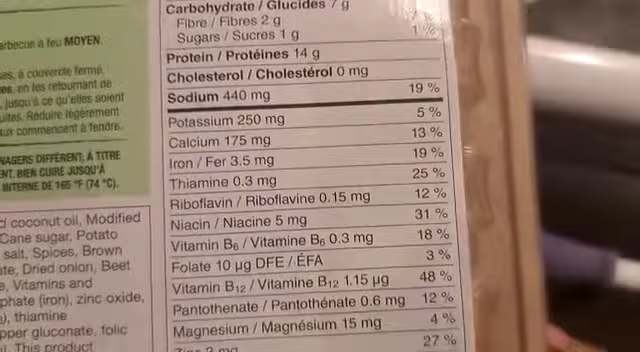 arbecue à feu MOYEN.
à couvercle fermé,
en les retournant de
jusqu'à ce qu'elles soient
Réduire légèrement
commencent à fendre.
DIFFÈRENT, À TITRE
BIEN CUIRE JUSQU'À
INTERNE DE 165 °F (74 °C).
coconut oil, Modified
Cane sugar, Potato
salt, Spices, Brown
Dried onion, Beet
Vitamins and
phate (iron), zinc oxide,
thiamine
pper gluconate, folic
This product
Carbohydrate / Glucides 7 g
Fibre / Fibres 2 g
Sugars / Sucres 1 g 1 %
Protein / Protéines 14 g
Cholesterol / Cholestérol 0 mg
Sodium 440 mg 19 %
Potassium 250 mg 5 %
Calcium 175 mg 13 %
Iron / Fer 3.5 mg 19 %
Thiamine 0.3 mg 25 %
Riboflavin / Riboflavine 0.15 mg 12 %
Niacin / Niacine 5 mg 31 %
Vitamin B6 / Vitamine B6 0.3 mg 18 %
Folate 10 µg DFE / ÉFA 3 %
Vitamin B12 / Vitamine B12 1.15 µg 48 %
Pantothenate / Pantothénate 0.6 mg 12 %
Magnesium / Magnésium 15 mg 4 %
27 %